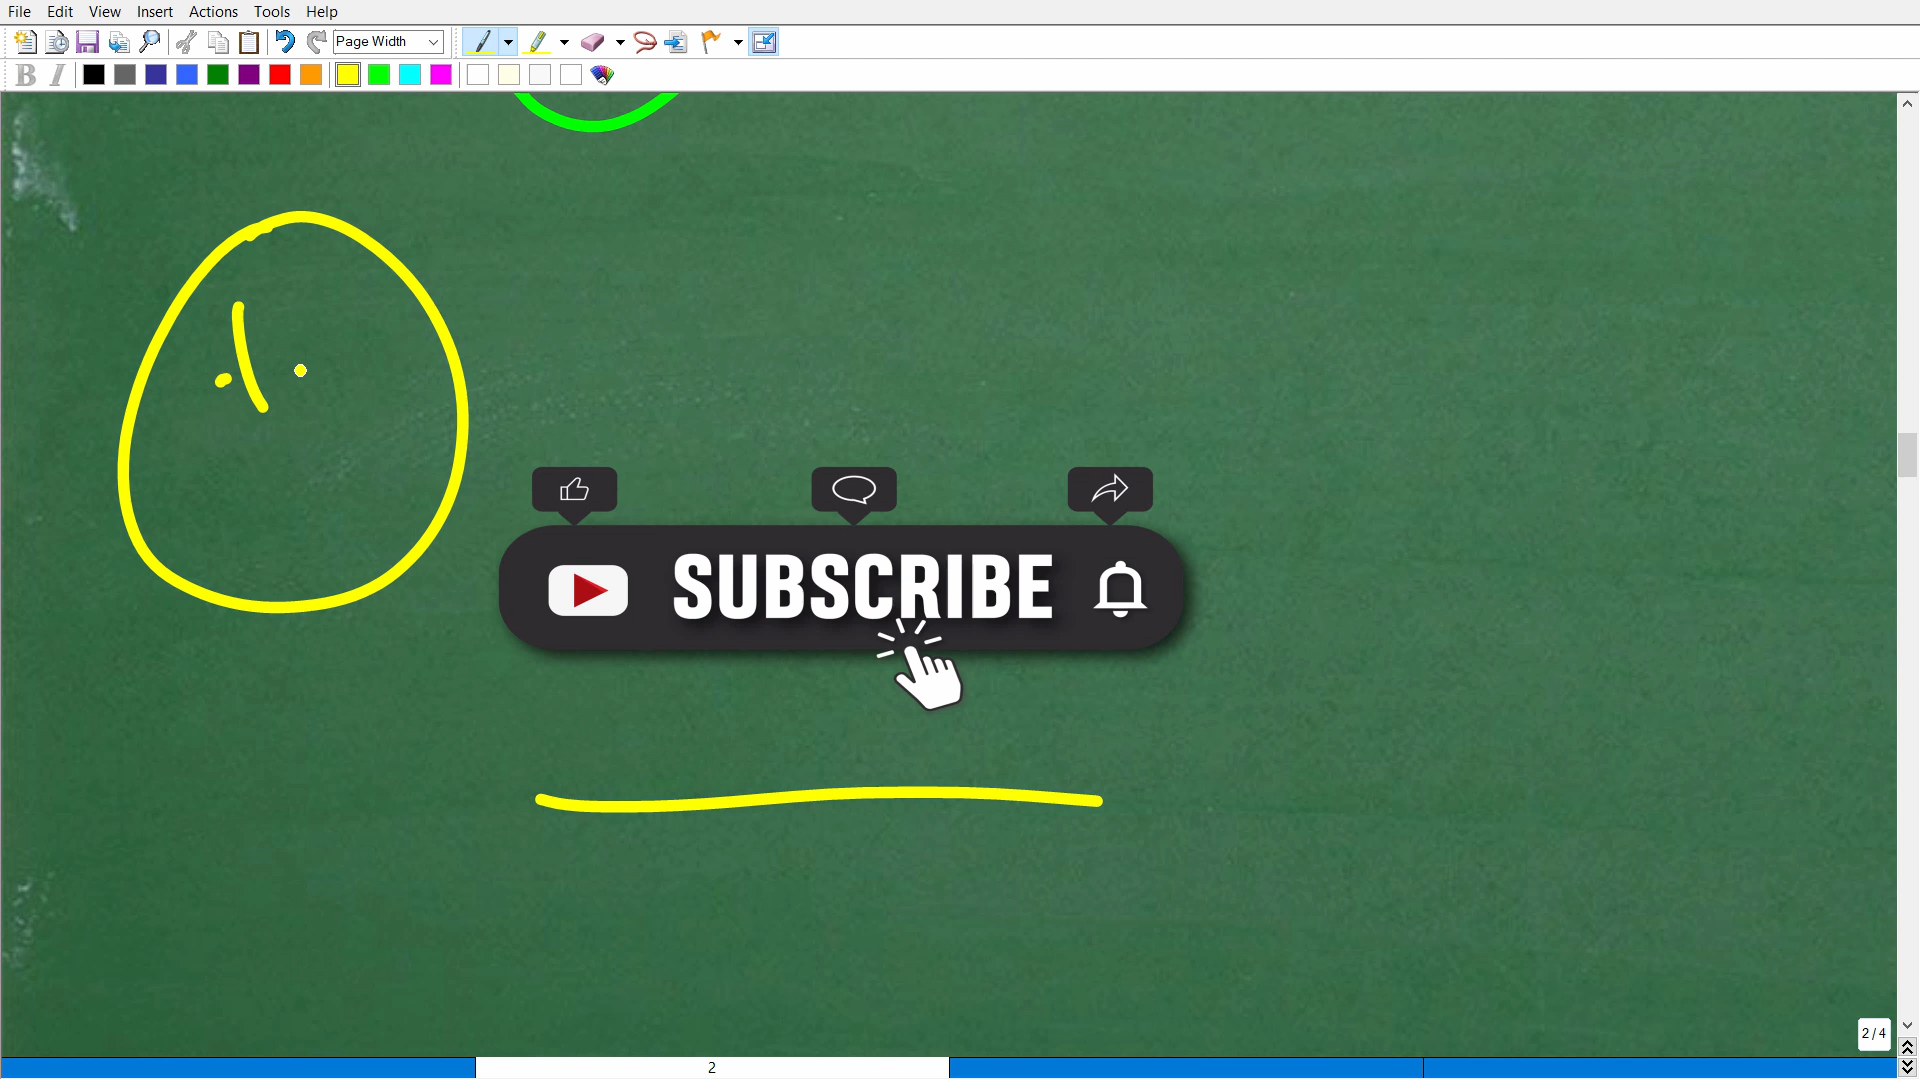 File Edit View Insert Actions Tools Help
Page Width
B I
SUBSCRIBE
2 / 4
2